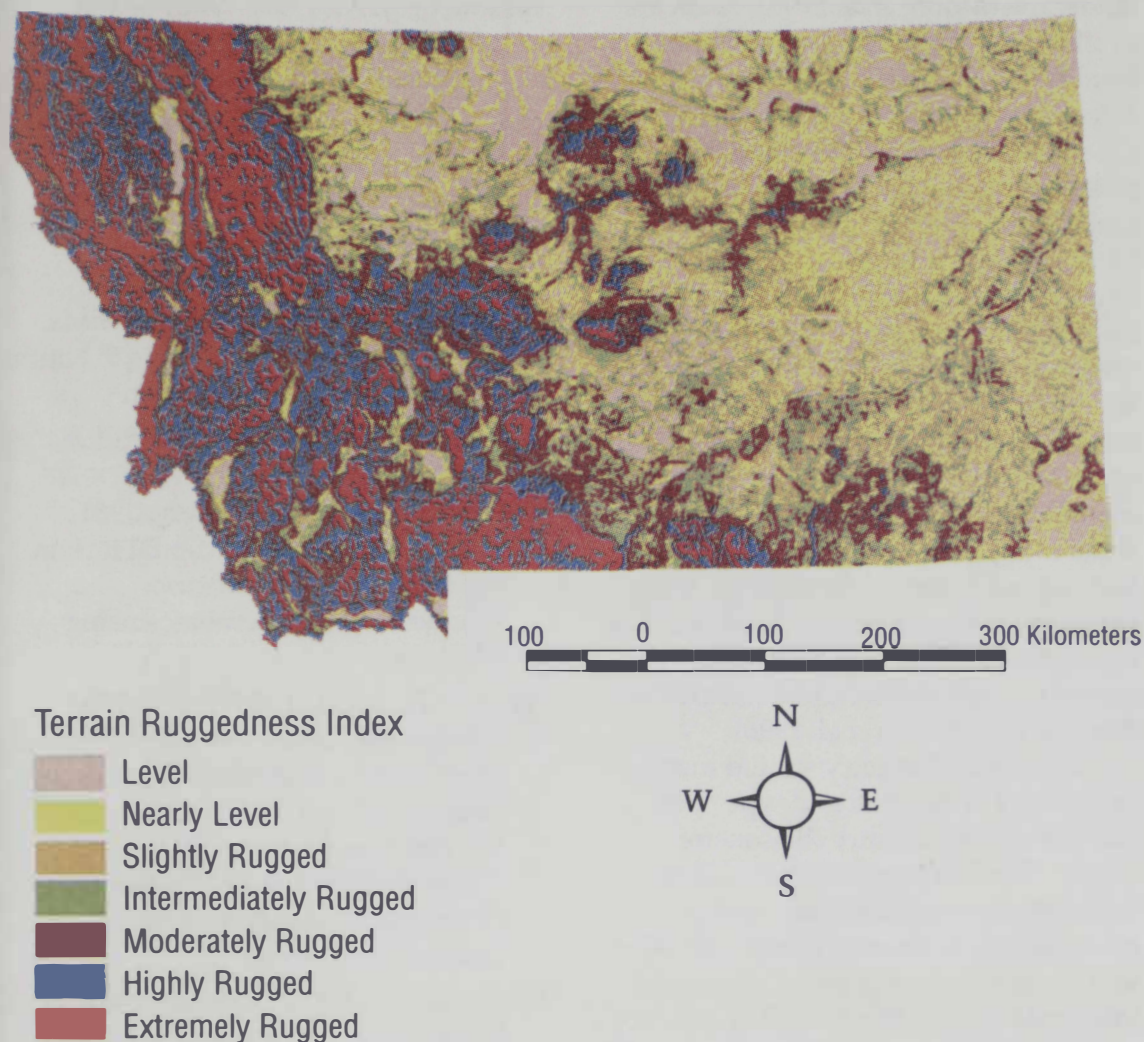 100 0 100 200 300 Kilometers
Terrain Ruggedness Index
Level
Nearly Level
Slightly Rugged
Intermediately Rugged
Moderately Rugged
Highly Rugged
Extremely Rugged
N
W E
S